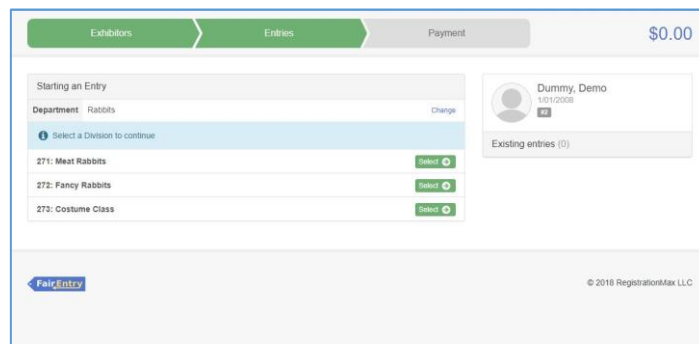 Exhibitors
Entries
Payment
$0.00
Starting an Entry
Department Rabbits Change
Select a Division to continue
271: Meat Rabbits Select
272: Fancy Rabbits Select
273: Costume Class Select
Dummy, Demo
1/01/2008
#2
Existing entries (0)
FairEntry
© 2018 RegistrationMax LLC